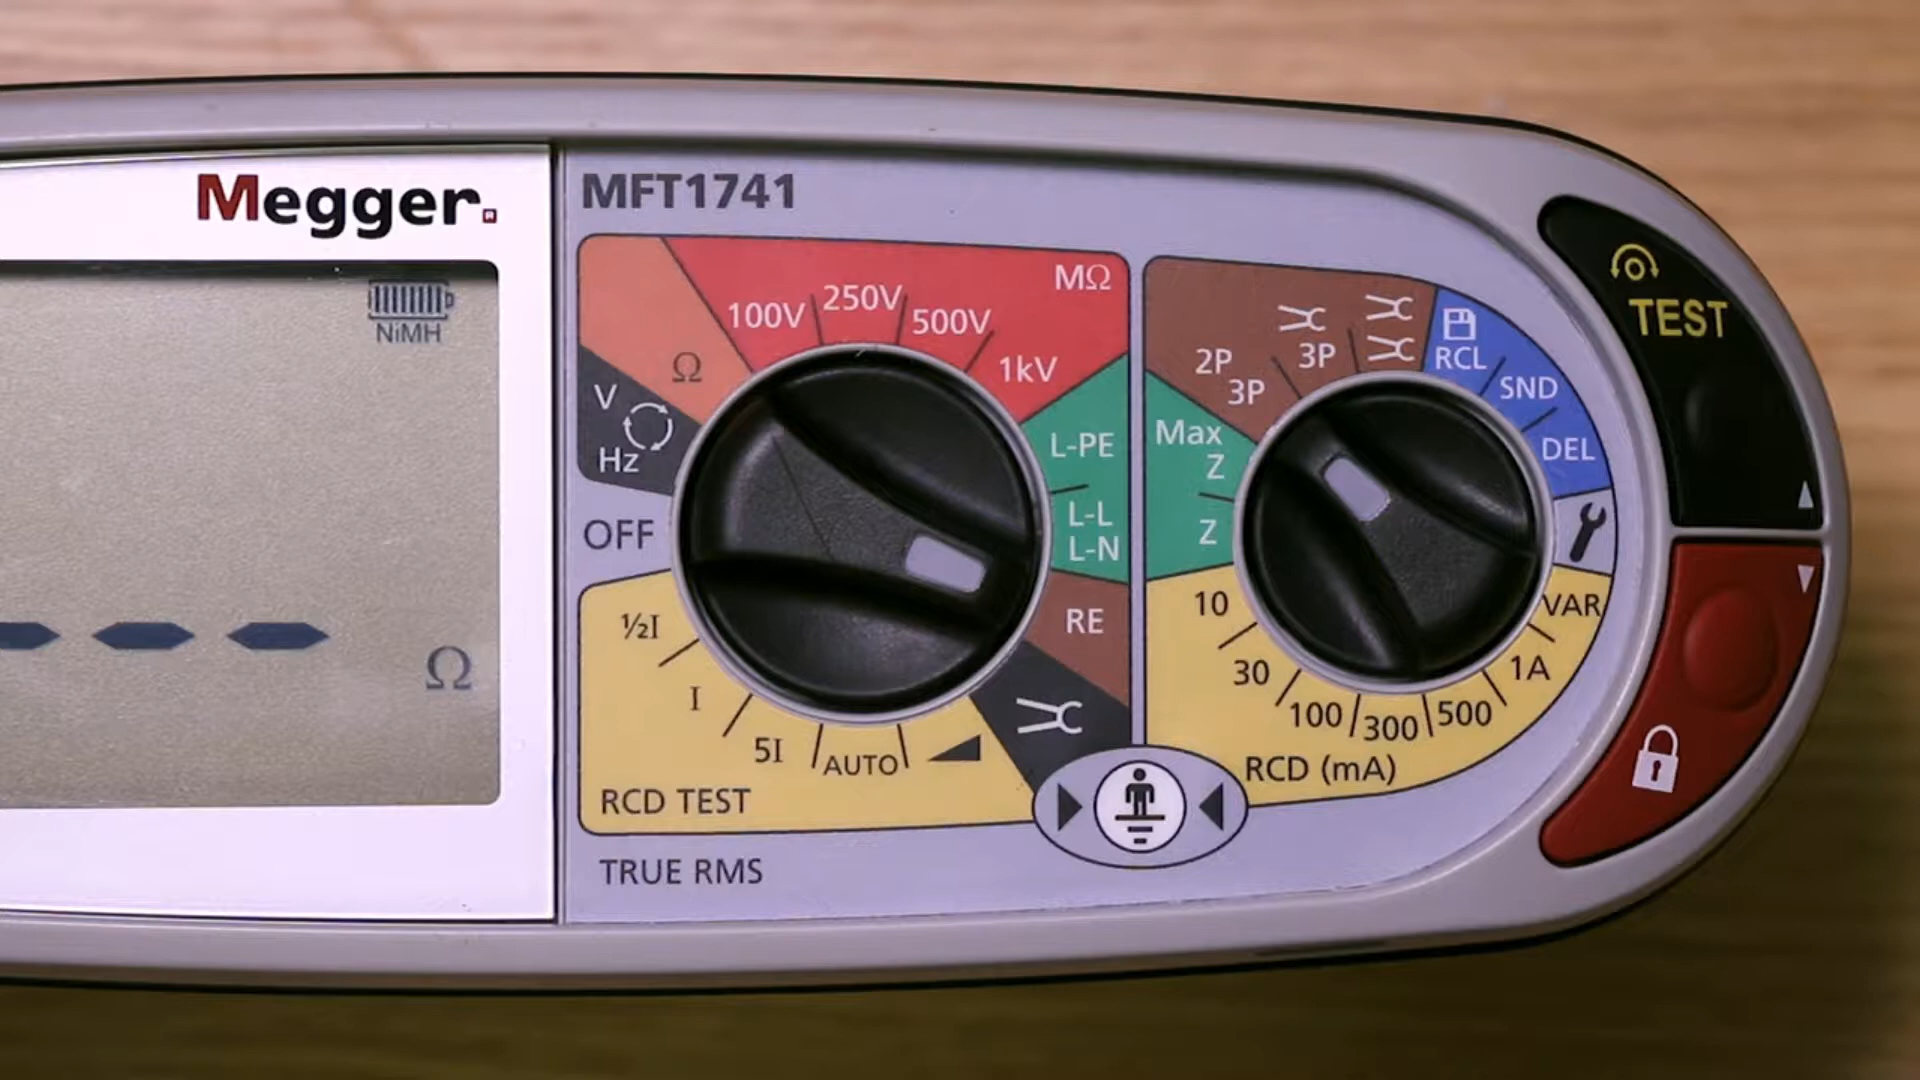 Megger.
NiMH
Ω
MFT1741
MΩ
100V
250V
500V
1kV
Ω
V
Hz
OFF
L-PE
L-L
L-N
RE
½I
I
5I
AUTO
RCD TEST
TRUE RMS
2P
3P
3P
RCL
SND
DEL
Max
Z
Z
10
30
100
300
500
1A
VAR
RCD (mA)
TEST